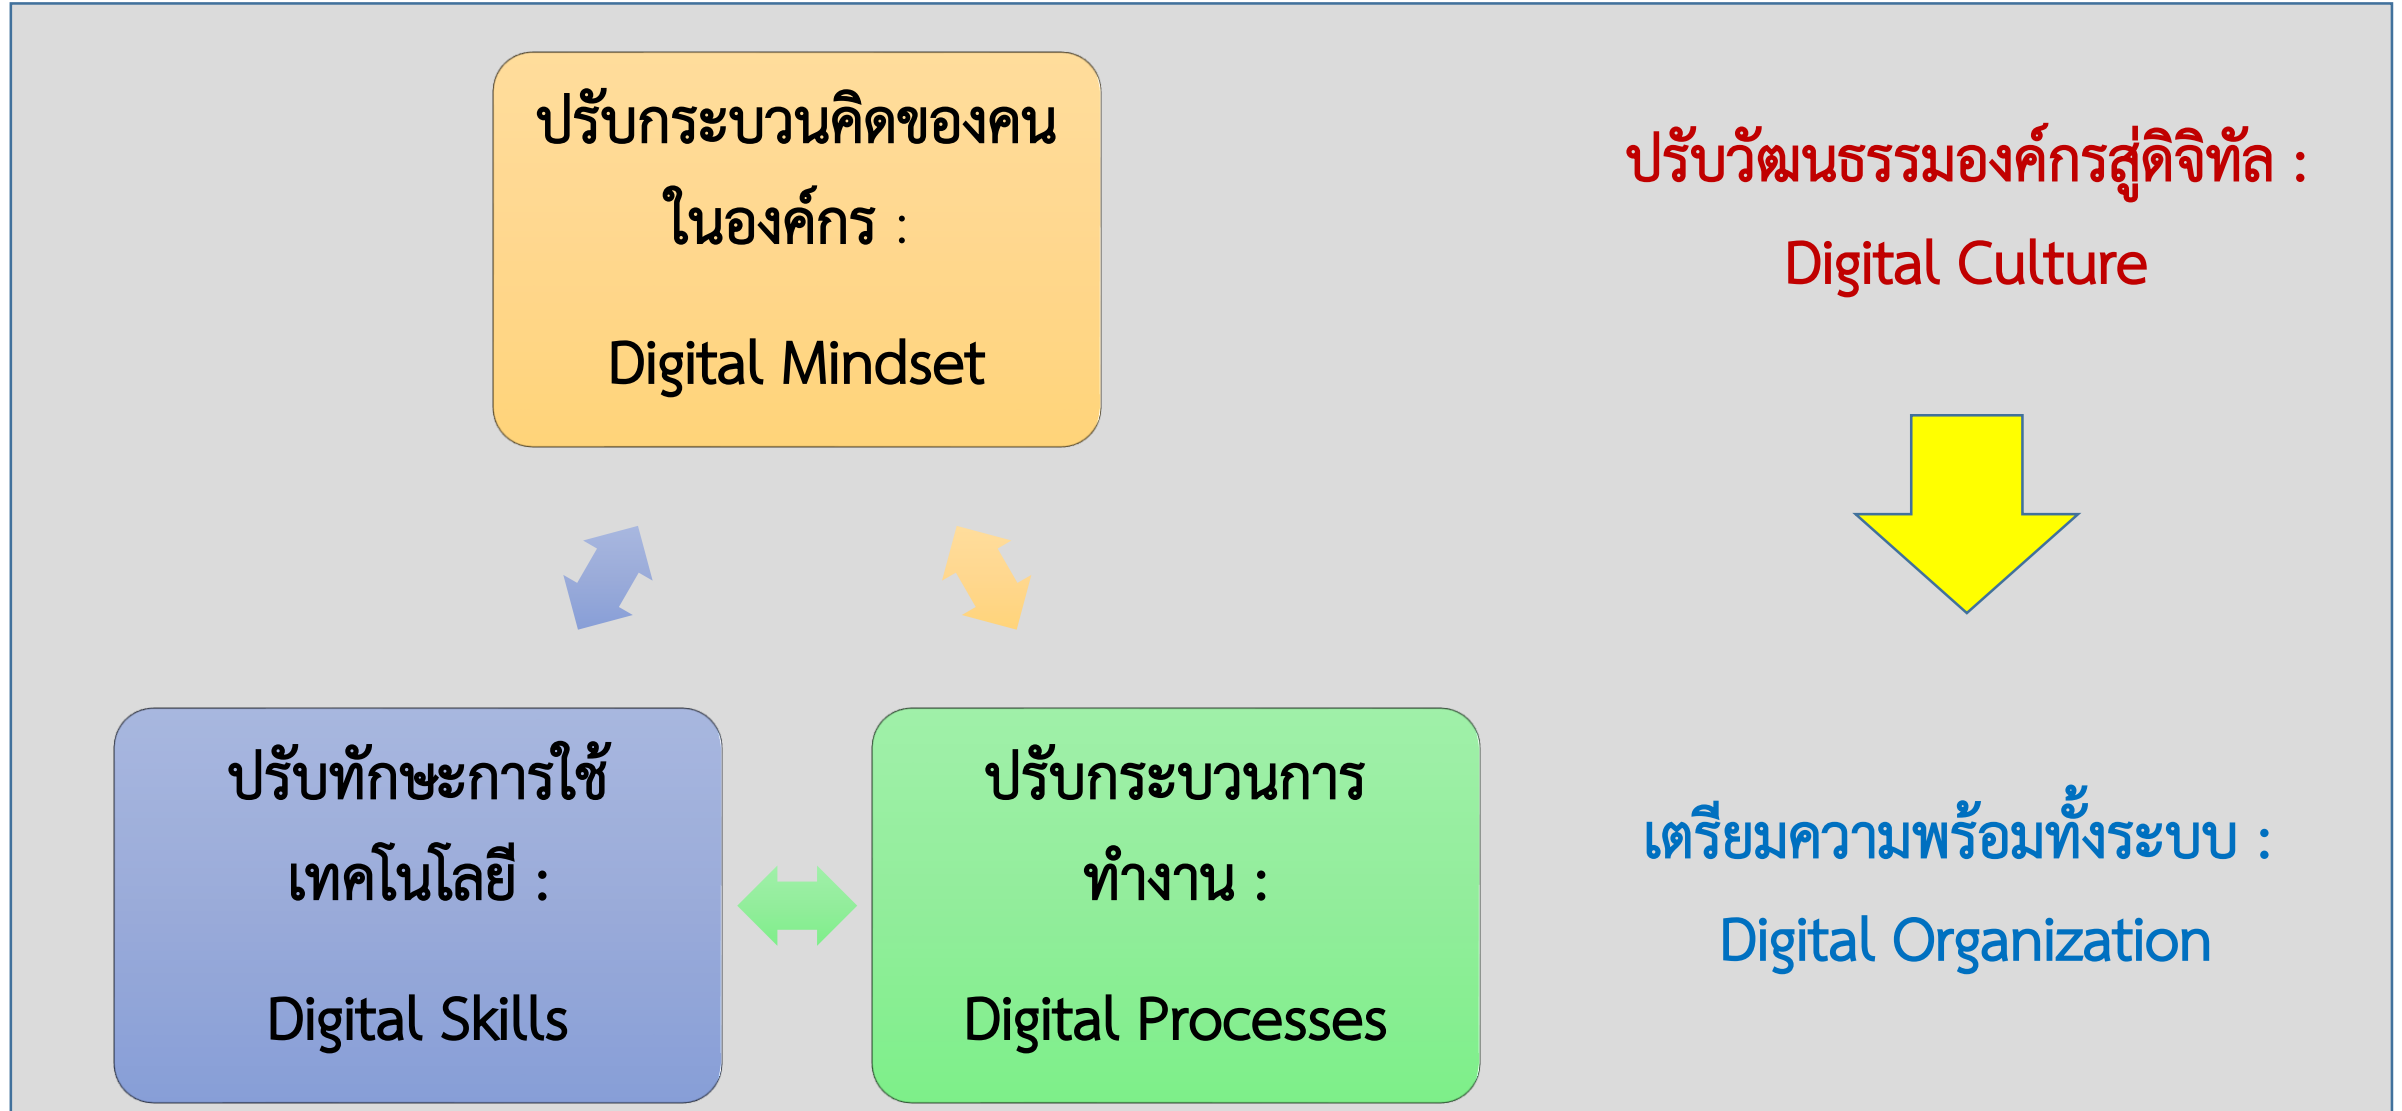 ปรับกระบวนคิดของคน
ในองค์กร :
Digital Mindset
ปรับวัฒนธรรมองค์กรสู่ดิจิทัล :
Digital Culture
ปรับทักษะการใช้
เทคโนโลยี :
Digital Skills
ปรับกระบวนการ
ทำงาน :
Digital Processes
เตรียมความพร้อมทั้งระบบ :
Digital Organization